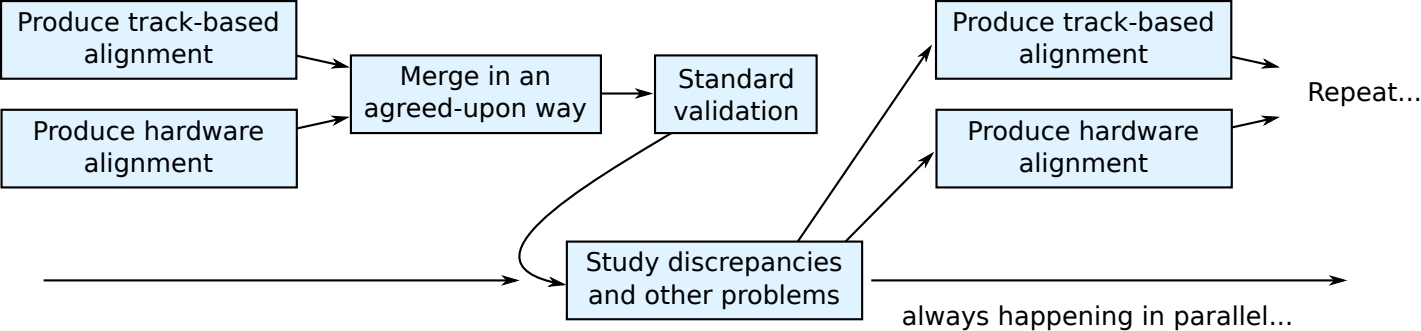 Produce track-based
alignment
Produce hardware
alignment
Merge in an
agreed-upon way
Standard
validation
Study discrepancies
and other problems
Produce track-based
alignment
Produce hardware
alignment
Repeat...
always happening in parallel...